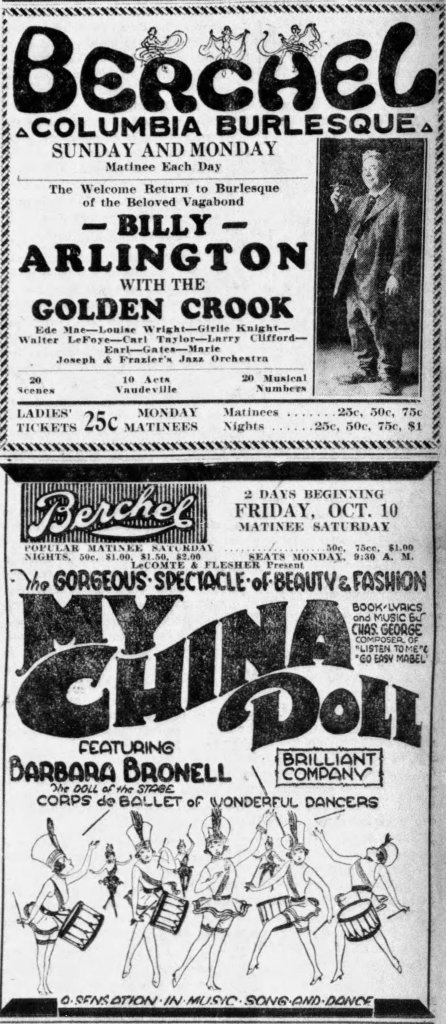 BERCHEL
COLUMBIA BURLESQUE
SUNDAY AND MONDAY
Matinee Each Day
The Welcome Return to Burlesque
of the Beloved Vagabond
— BILLY —
ARLINGTON
WITH THE
GOLDEN CROOK
Ede Mae—Louise Wright—Girlie Knight—
Walter LeFoye—Carl Taylor—Larry Clifford—
Earl—Gates—Marie
Joseph & Frazier's Jazz Orchestra
20 Scenes
10 Acts Vaudeville
20 Musical Numbers
LADIES' TICKETS 25c MONDAY MATINEES
Matinees .......25c, 50c, 75c
Nights ......25c, 50c, 75c, $1
Berchel
2 DAYS BEGINNING
FRIDAY, OCT. 10
MATINEE SATURDAY
POPULAR MATINEE SATURDAY ....................50c, 75cc, $1.00
NIGHTS, 50c, $1.00, $1.50, $2.00 SEATS MONDAY, 9:30 A. M.
LeCOMTE & FLESHER Present
The GORGEOUS·SPECTACLE·of·BEAUTY & FASHION
MY
CHINA
DOLL
BOOK·LYRICS
and MUSIC by
CHAS. GEORGE
COMPOSER OF
"LISTEN TO ME" &
"GO EASY MABEL"
FEATURING
BARBARA BRONELL
The DOLL of the STAGE
BRILLIANT
COMPANY
CORPS de BALLET of WONDERFUL DANCERS
A·SENSATION·IN·MUSIC·SONG·AND·DANCE